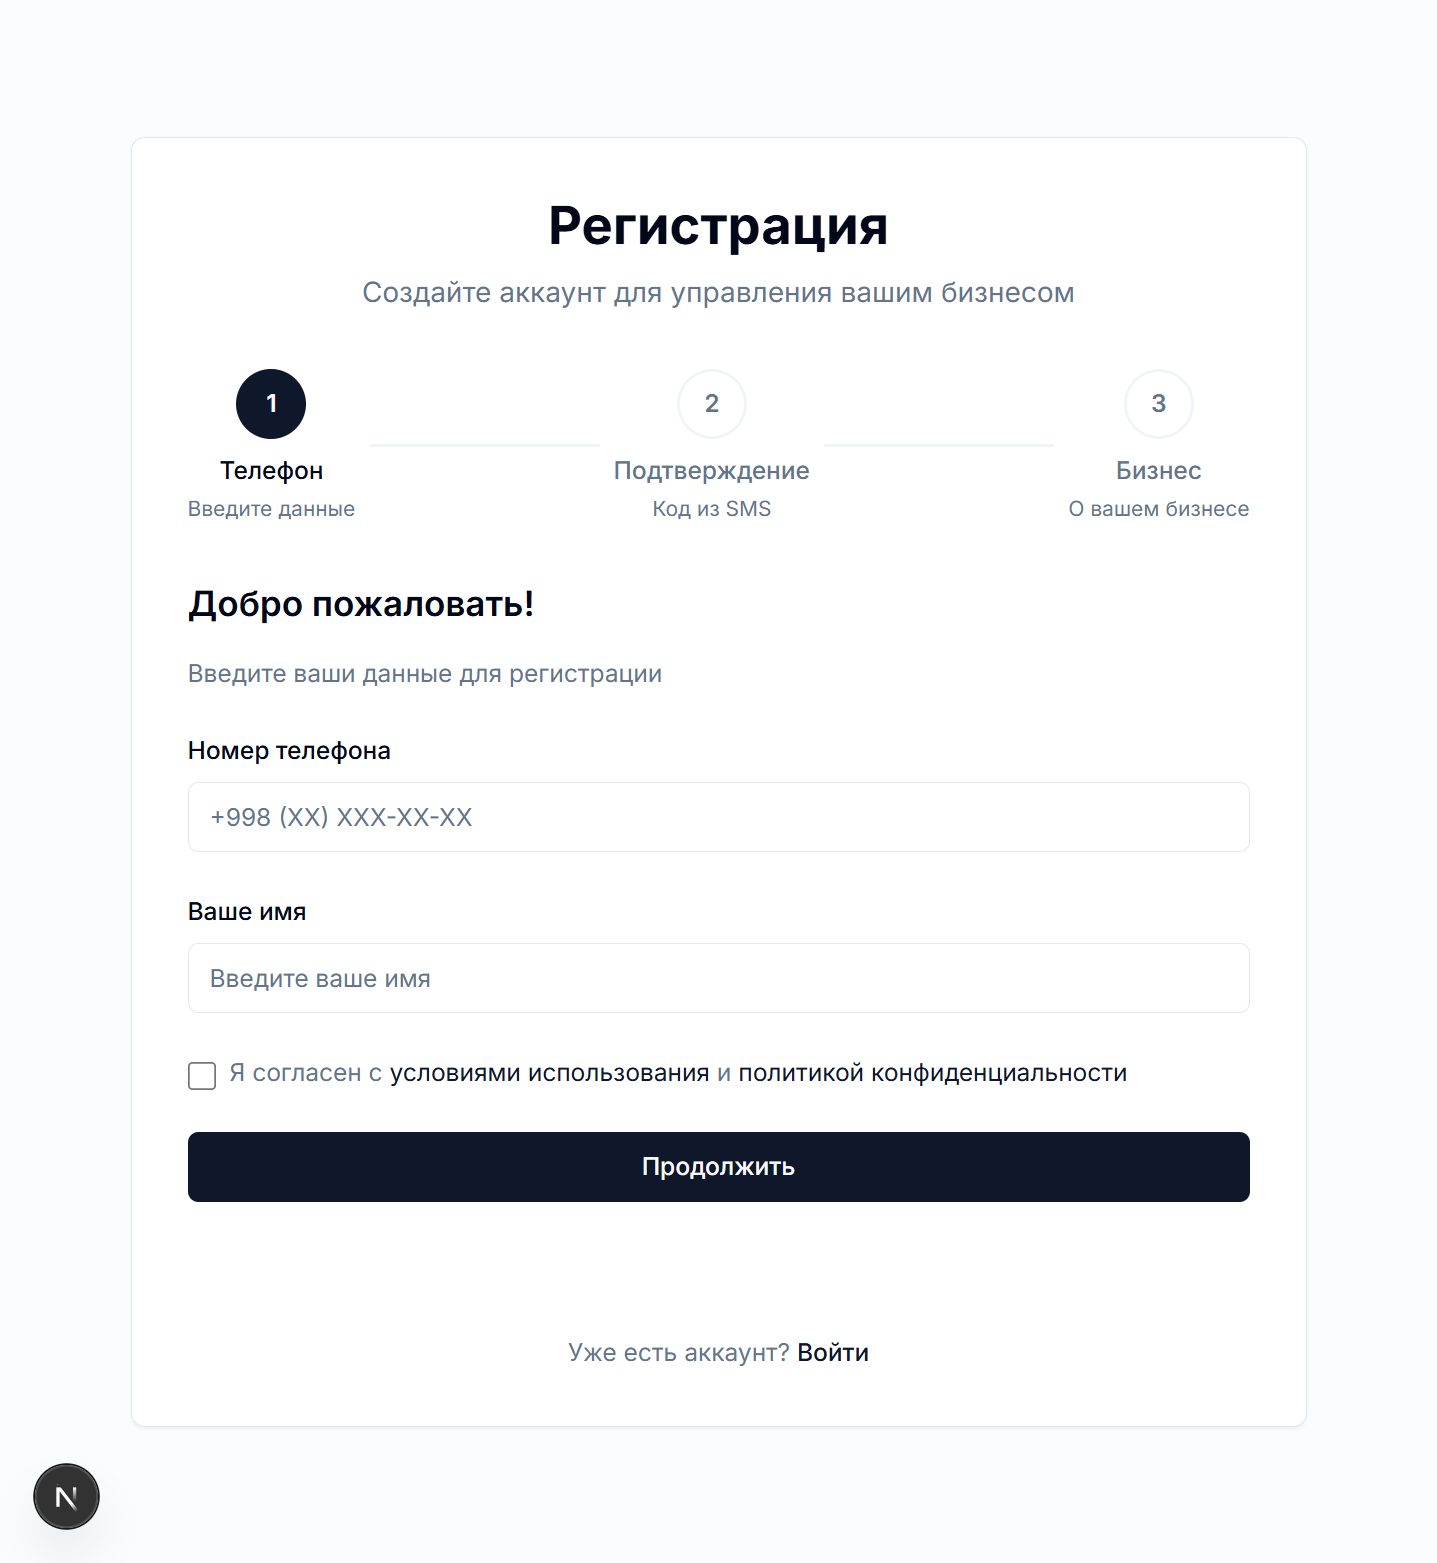 Регистрация
Создайте аккаунт для управления вашим бизнесом
1
Телефон
Введите данные
2
Подтверждение
Код из SMS
3
Бизнес
О вашем бизнесе
Добро пожаловать!
Введите ваши данные для регистрации
Номер телефона
+998 (XX) XXX-XX-XX
Ваше имя
Введите ваше имя
Я согласен с условиями использования и политикой конфиденциальности
Продолжить
Уже есть аккаунт? Войти
N